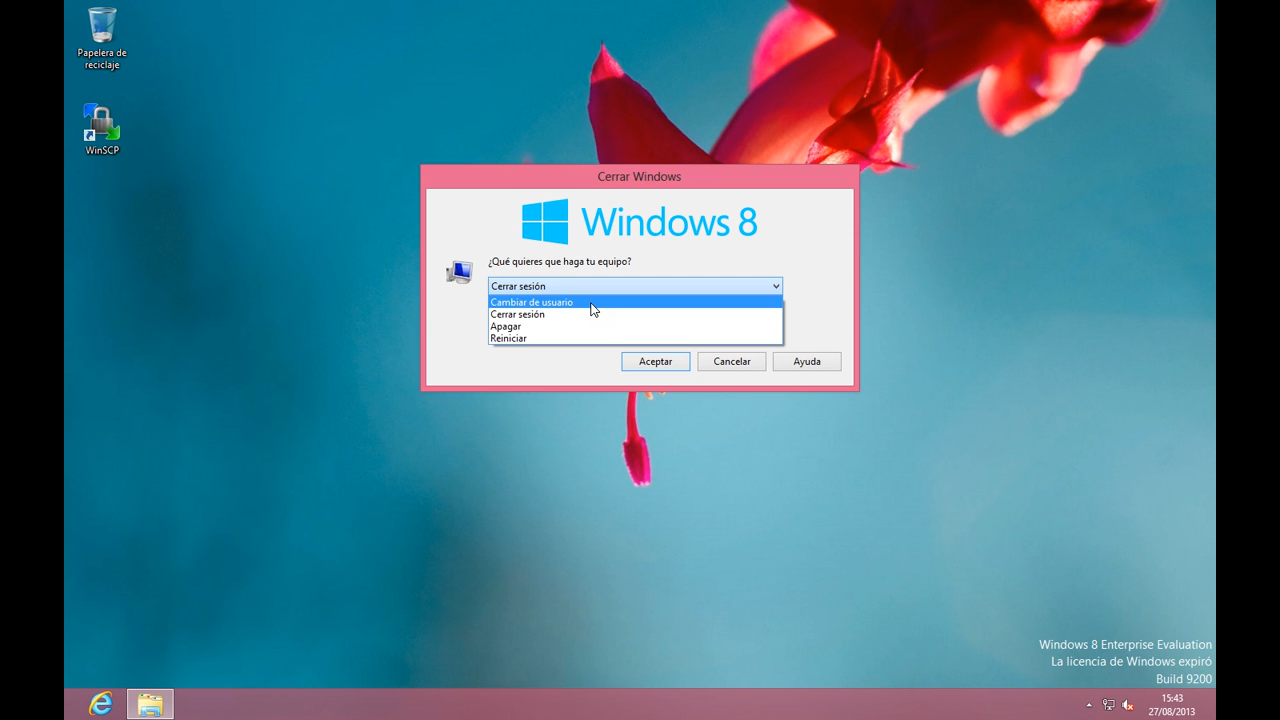 Papelera de
reciclaje
WinSCP
Cerrar Windows
Windows 8
¿Qué quieres que haga tu equipo?
Cerrar sesión
Cambiar de usuario
Cerrar sesión
Apagar
Reiniciar
Aceptar
Cancelar
Ayuda
Windows 8 Enterprise Evaluation
La licencia de Windows expiró
Build 9200
15:43
27/08/2013